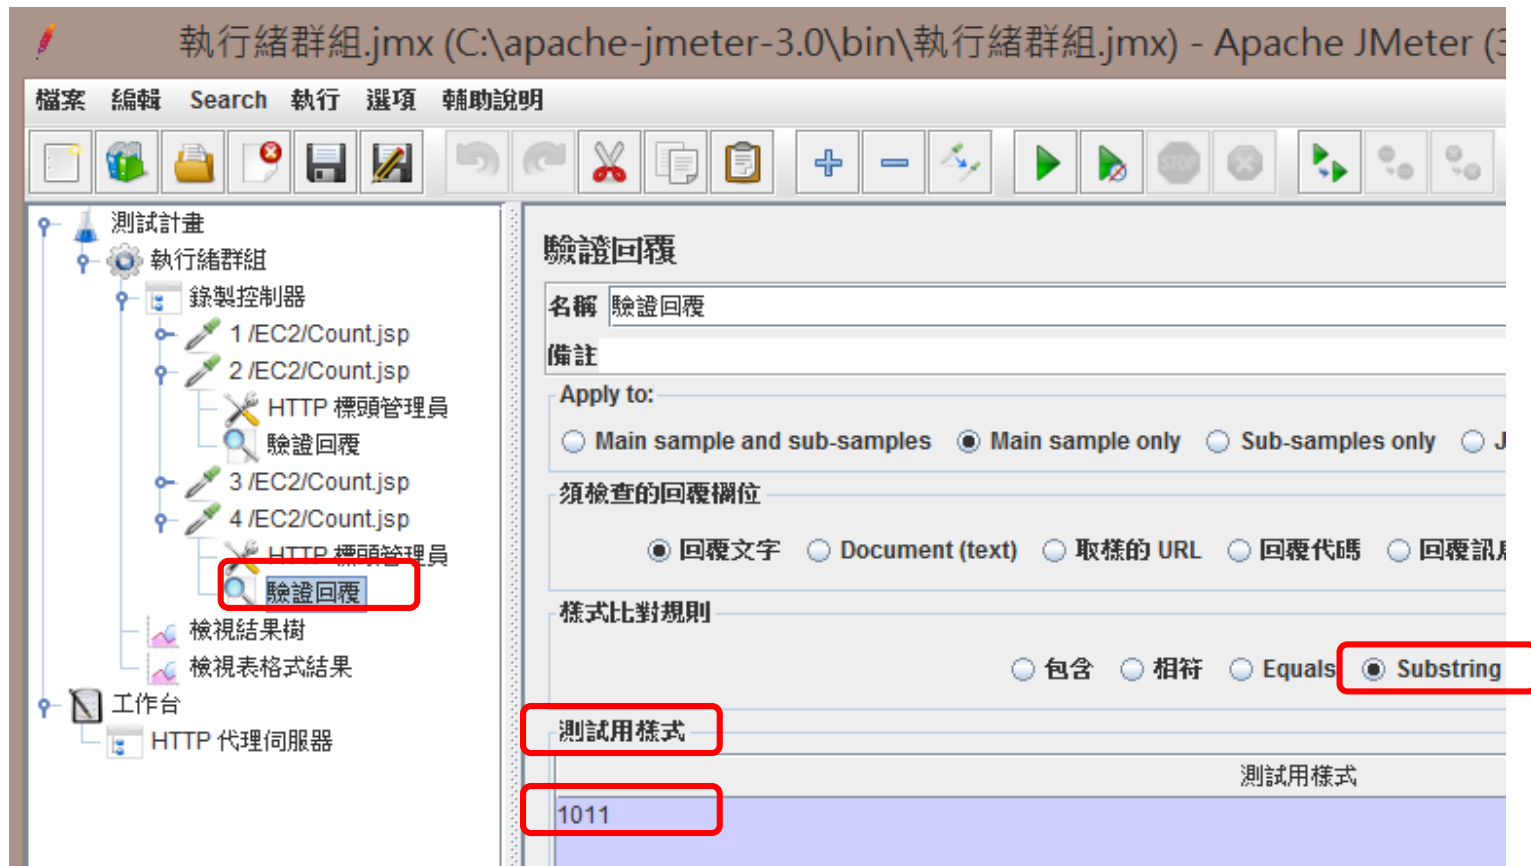 執行緒群組.jmx (C:\apache-jmeter-3.0\bin\執行緒群組.jmx) - Apache JMeter (3
檔案 編輯 Search 執行 選項 輔助說明
STOP
測試計畫
執行緒群組
錄製控制器
1 /EC2/Count.jsp
2 /EC2/Count.jsp
HTTP 標頭管理員
驗證回覆
3 /EC2/Count.jsp
4 /EC2/Count.jsp
HTTP 標頭管理員
驗證回覆
檢視結果樹
檢視表格式結果
工作台
HTTP 代理伺服器
驗證回覆
名稱 驗證回覆
備註
Apply to:
Main sample and sub-samples Main sample only Sub-samples only J
須檢查的回覆欄位
回覆文字 Document (text) 取樣的 URL 回覆代碼 回覆訊息
樣式比對規則
包含 相符 Equals Substring
測試用樣式
測試用樣式
1011